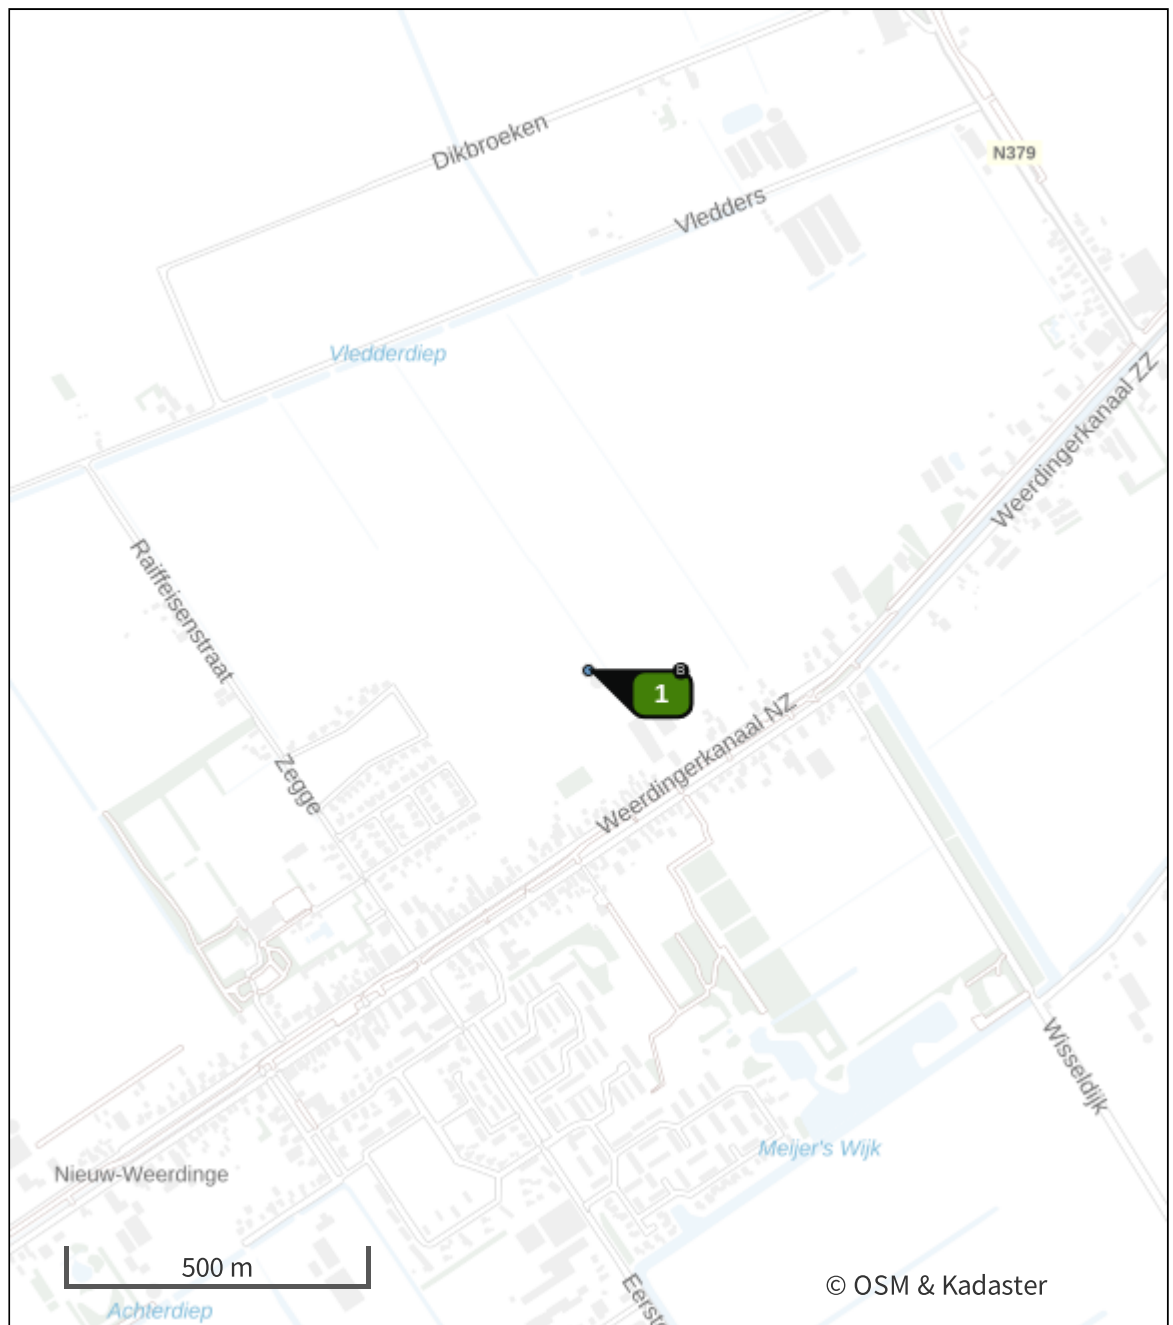 Dikbroeken
N379
Vledders
Vledderdiep
Weerdingerkanaal ZZ
Raiffeisenstraat
B
1
Weerdingerkanaal NZ
Zegge
Wisseldijk
Meijer's Wijk
Nieuw-Weerdinge
500 m
© OSM & Kadaster
Achterdiep